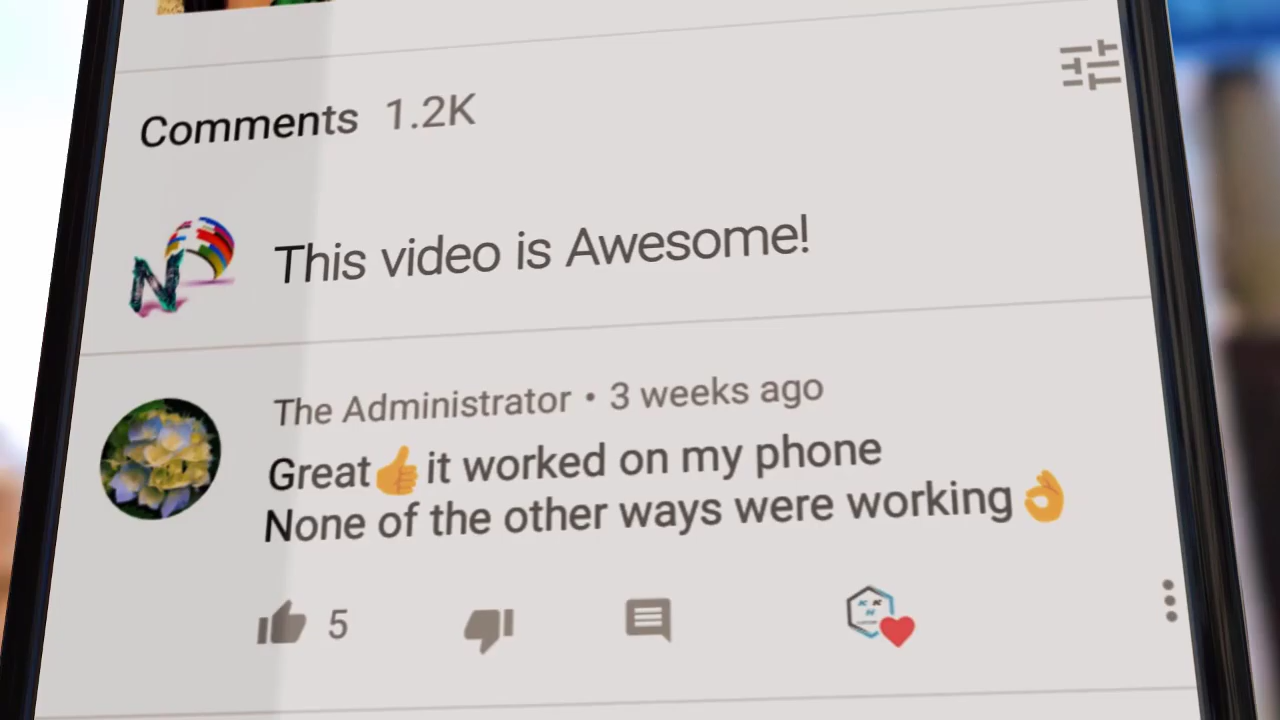 Comments 1.2K
N
This video is Awesome!
The Administrator • 3 weeks ago
Great👍it worked on my phone
None of the other ways were working👌
5
K K
H